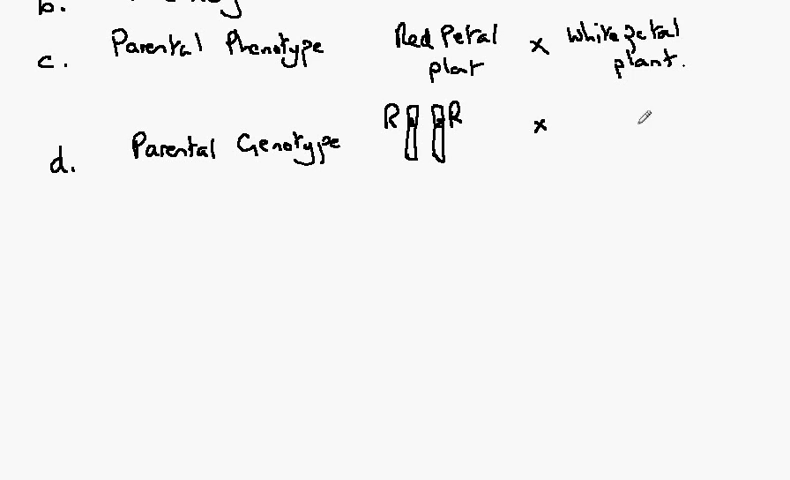 b.
c. Parental Phenotype Red Petal plant x White petal plant.
d. Parental Genotype R R x